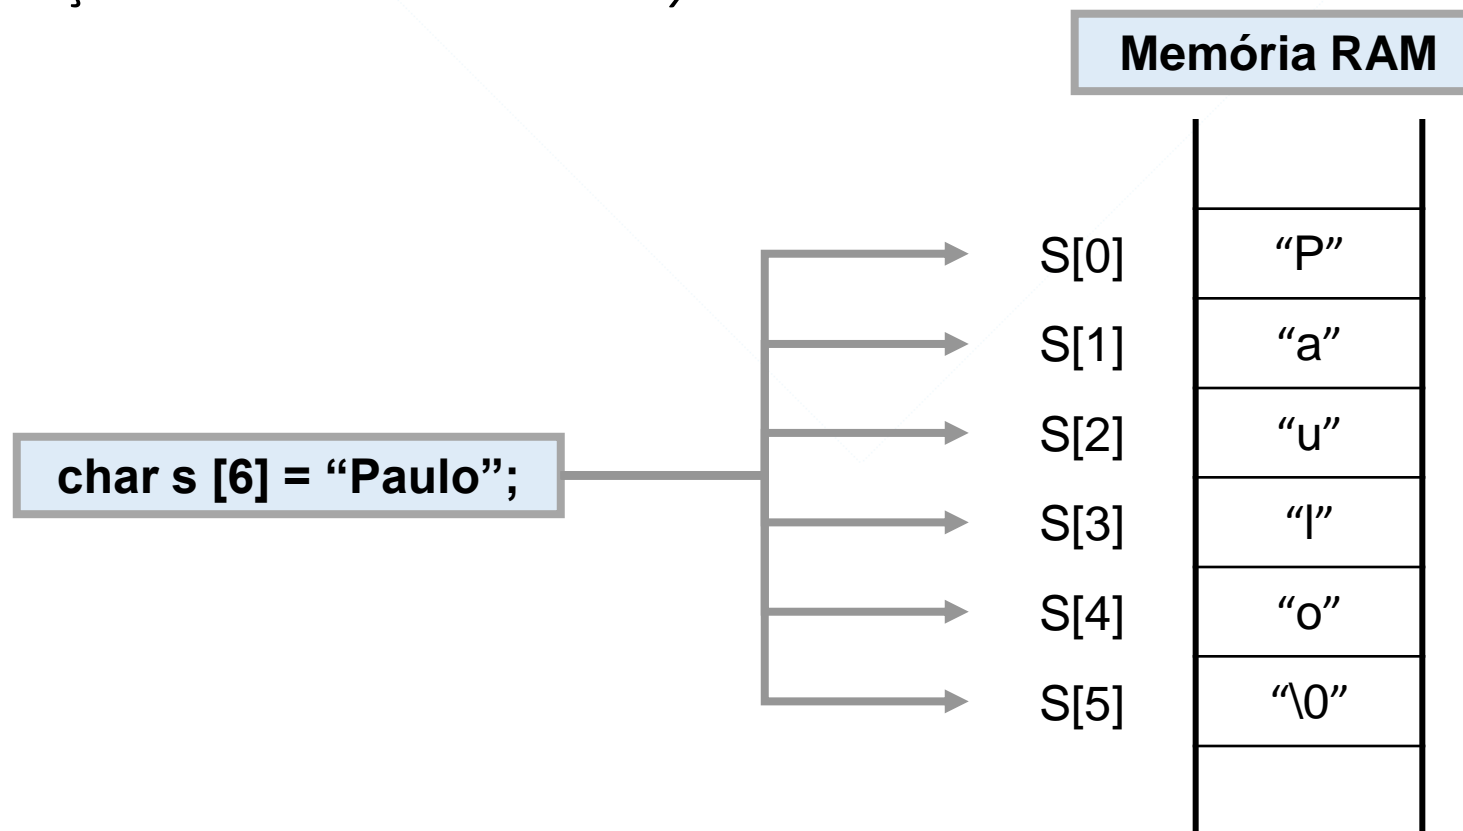 Memória RAM
S[0] “P”
S[1] “a”
S[2] “u”
char s [6] = “Paulo”;
S[3] “l”
S[4] “o”
S[5] “\0”